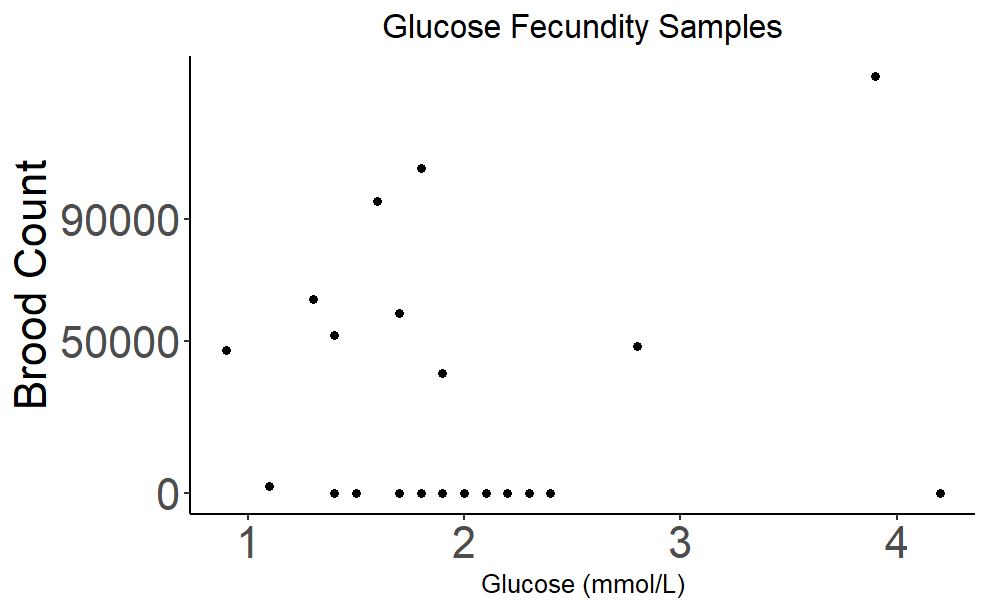 Glucose Fecundity Samples
Brood Count
90000
50000
0
1 2 3 4
Glucose (mmol/L)